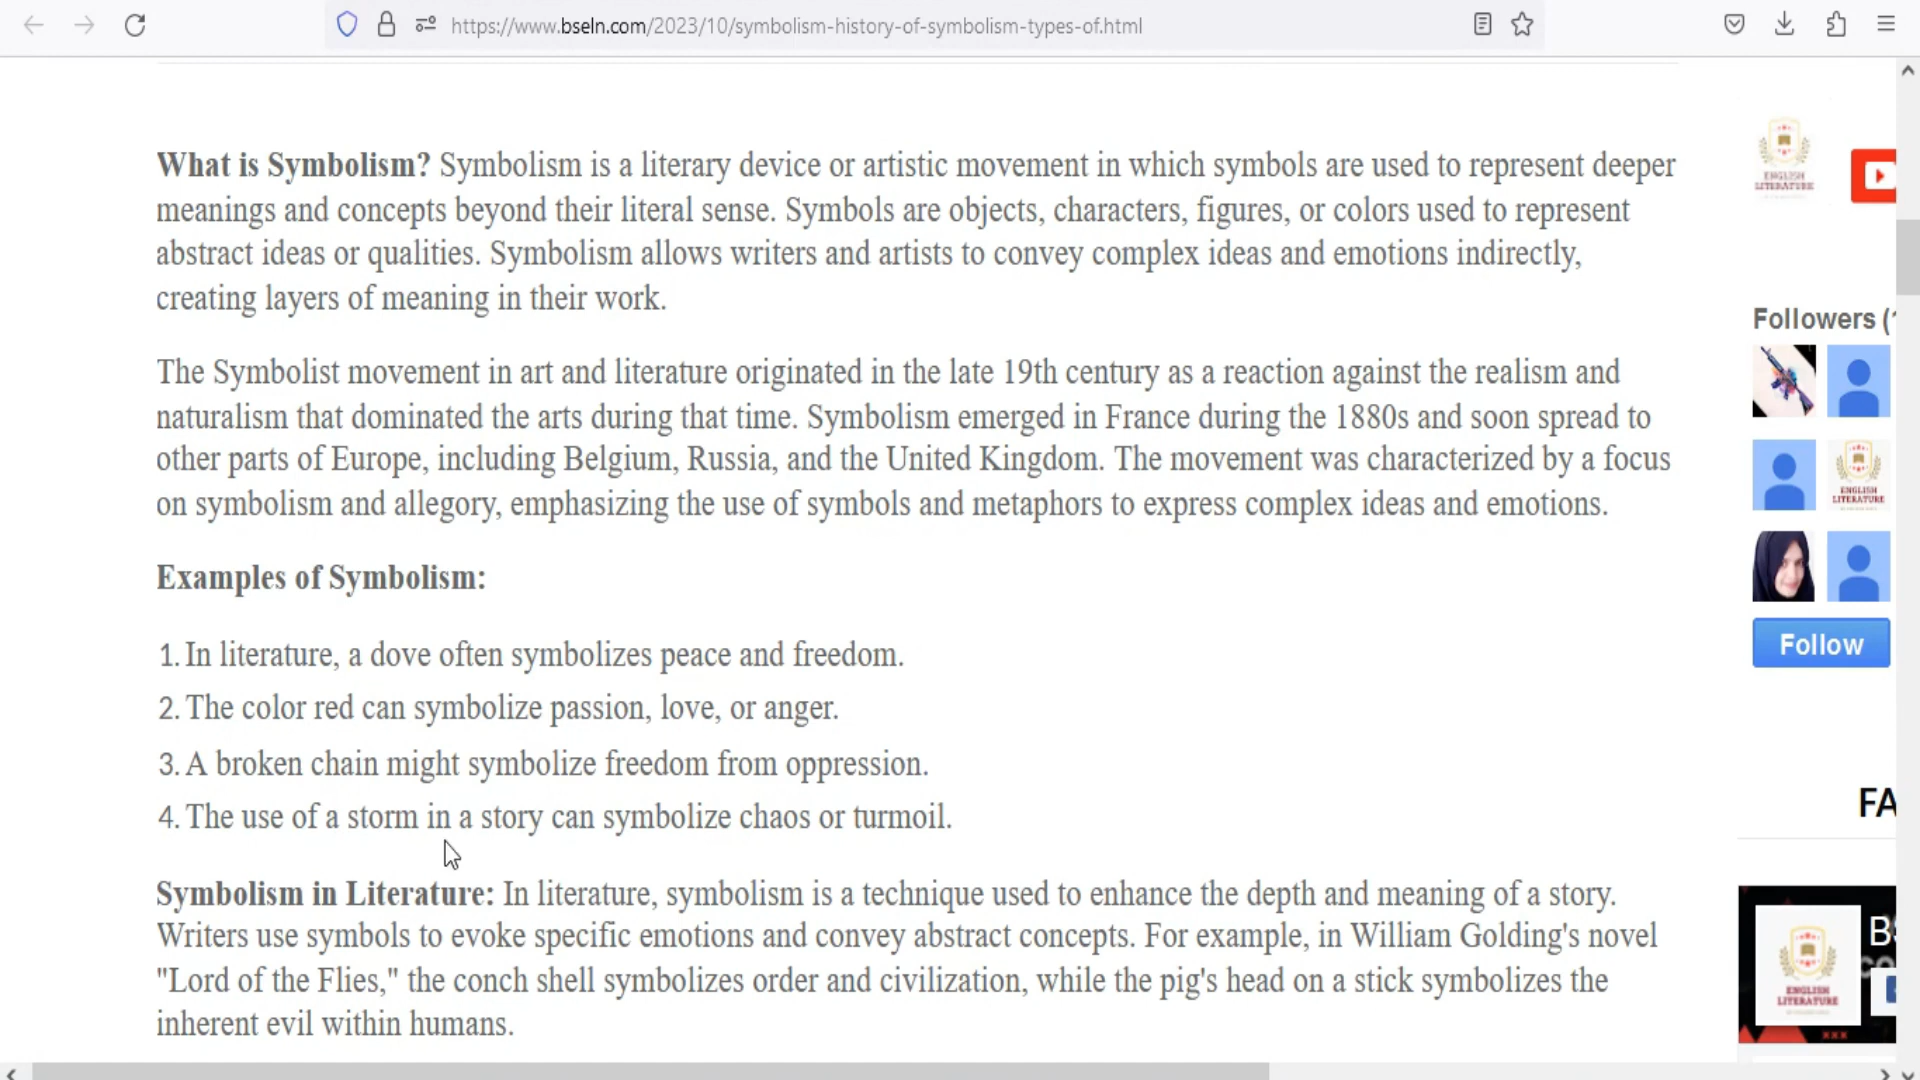 https://www.bseln.com/2023/10/symbolism-history-of-symbolism-types-of.html
What is Symbolism? Symbolism is a literary device or artistic movement in which symbols are used to represent deeper
meanings and concepts beyond their literal sense. Symbols are objects, characters, figures, or colors used to represent
abstract ideas or qualities. Symbolism allows writers and artists to convey complex ideas and emotions indirectly,
creating layers of meaning in their work.
The Symbolist movement in art and literature originated in the late 19th century as a reaction against the realism and
naturalism that dominated the arts during that time. Symbolism emerged in France during the 1880s and soon spread to
other parts of Europe, including Belgium, Russia, and the United Kingdom. The movement was characterized by a focus
on symbolism and allegory, emphasizing the use of symbols and metaphors to express complex ideas and emotions.
Examples of Symbolism:
1. In literature, a dove often symbolizes peace and freedom.
2. The color red can symbolize passion, love, or anger.
3. A broken chain might symbolize freedom from oppression.
4. The use of a storm in a story can symbolize chaos or turmoil.
Symbolism in Literature: In literature, symbolism is a technique used to enhance the depth and meaning of a story.
Writers use symbols to evoke specific emotions and convey abstract concepts. For example, in William Golding's novel
"Lord of the Flies," the conch shell symbolizes order and civilization, while the pig's head on a stick symbolizes the
inherent evil within humans.
ENGLISH
LITERATURE
Followers (
ENGLISH
LITERATURE
Follow
FA
ENGLISH
LITERATURE